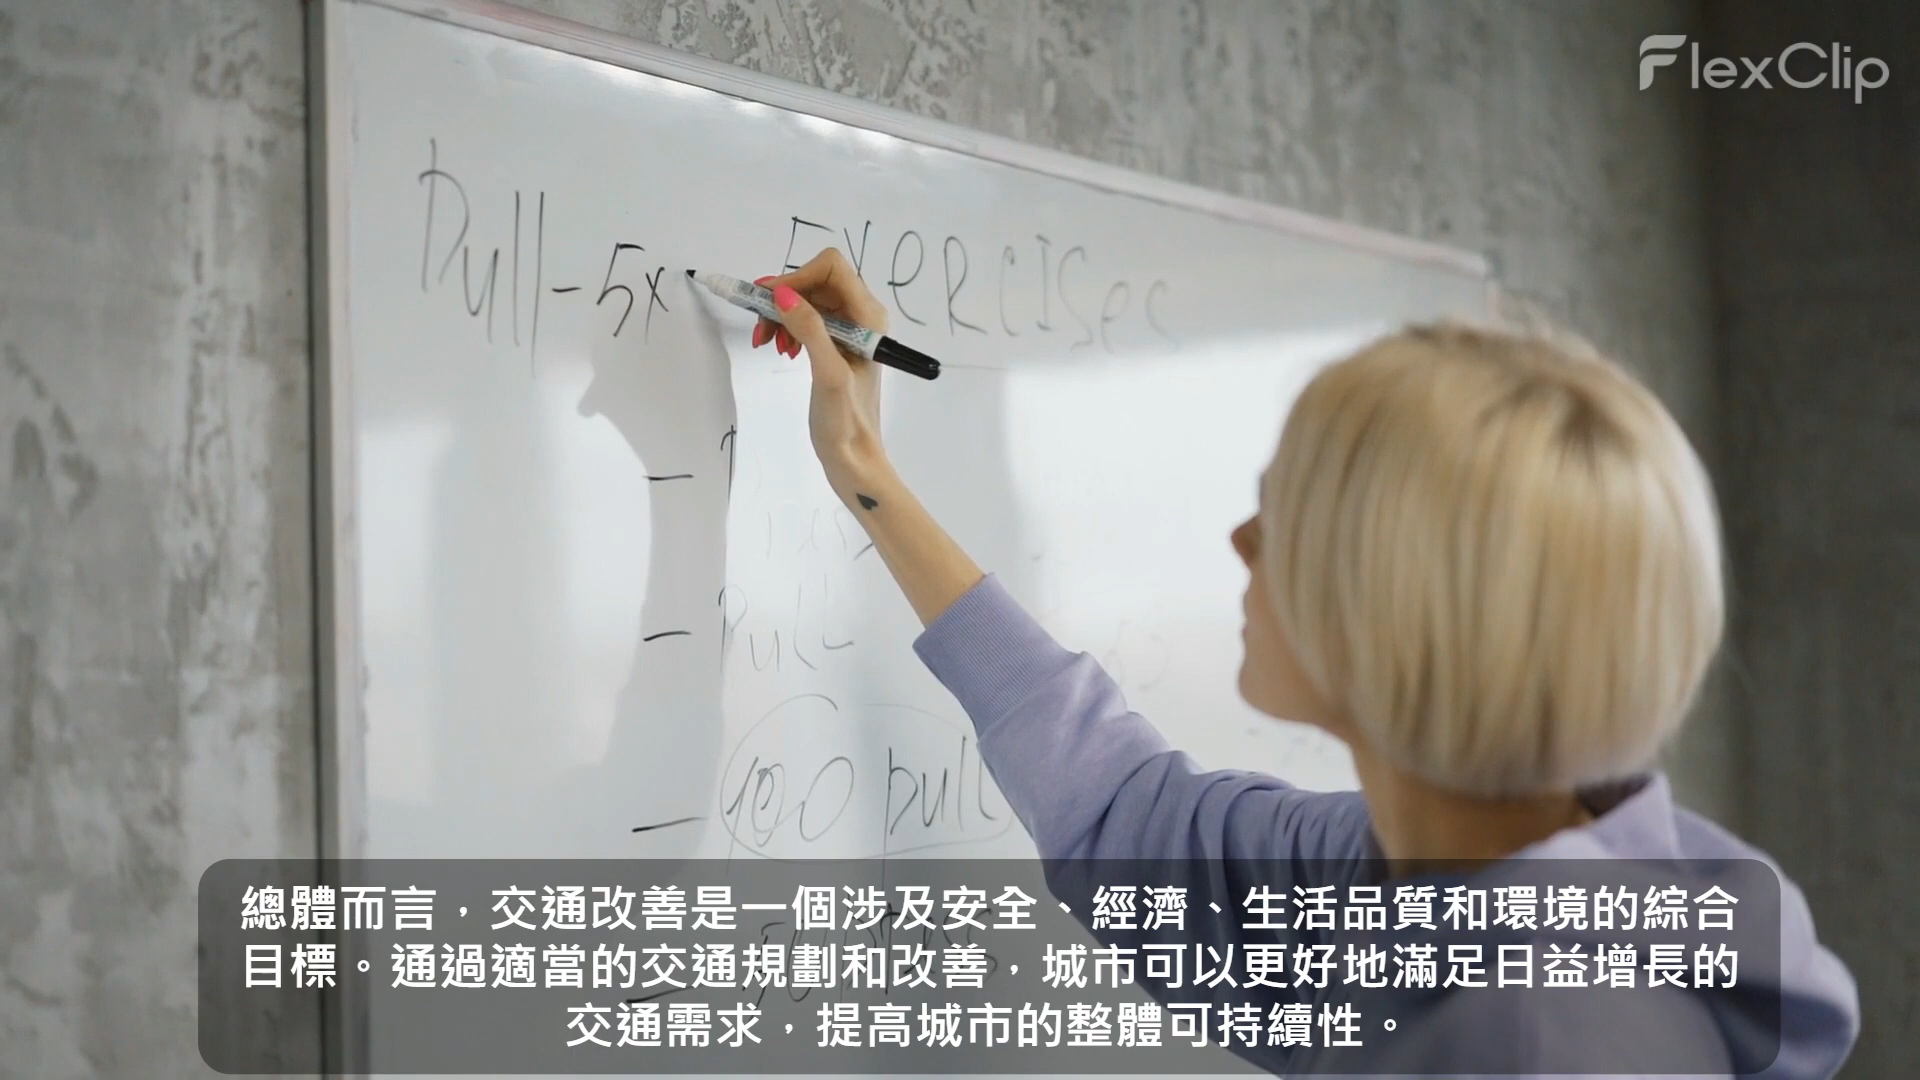 FlexClip
Pull-5x Exercises
Pull
100 pull
總體而言，交通改善是一個涉及安全、經濟、生活品質和環境的綜合
目標。通過適當的交通規劃和改善，城市可以更好地滿足日益增長的
交通需求，提高城市的整體可持續性。